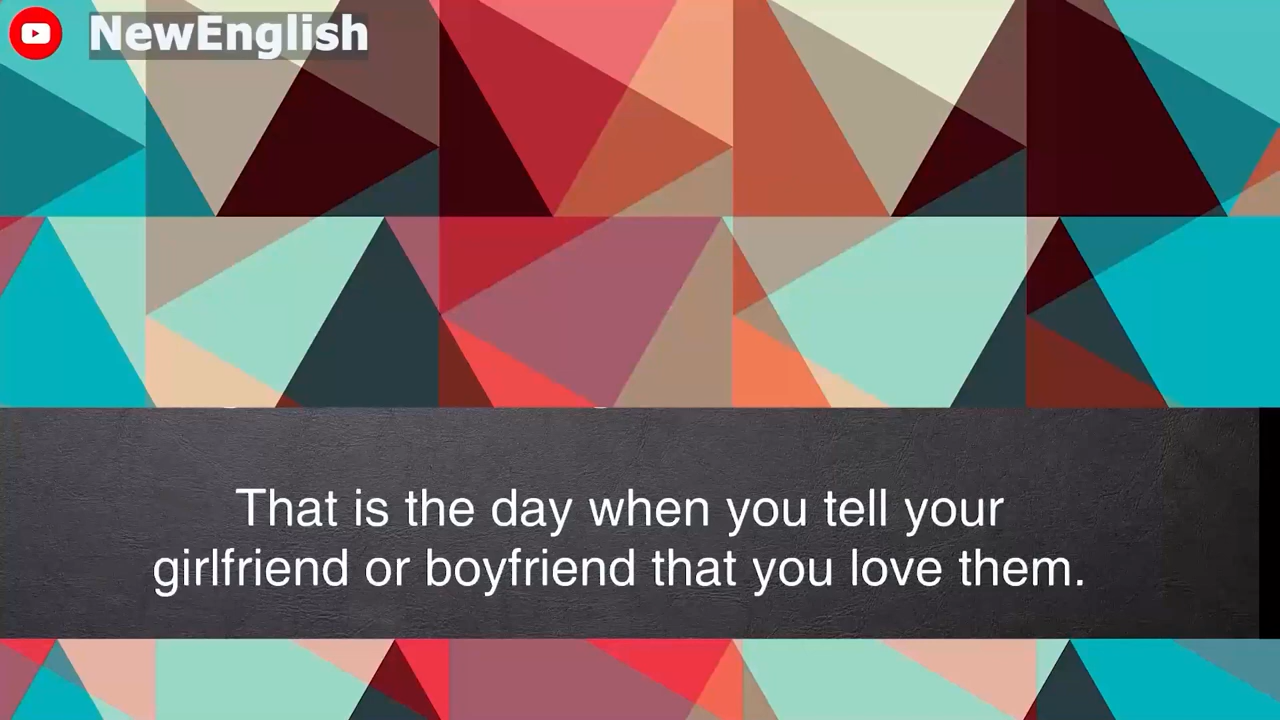 NewEnglish
That is the day when you tell your
girlfriend or boyfriend that you love them.